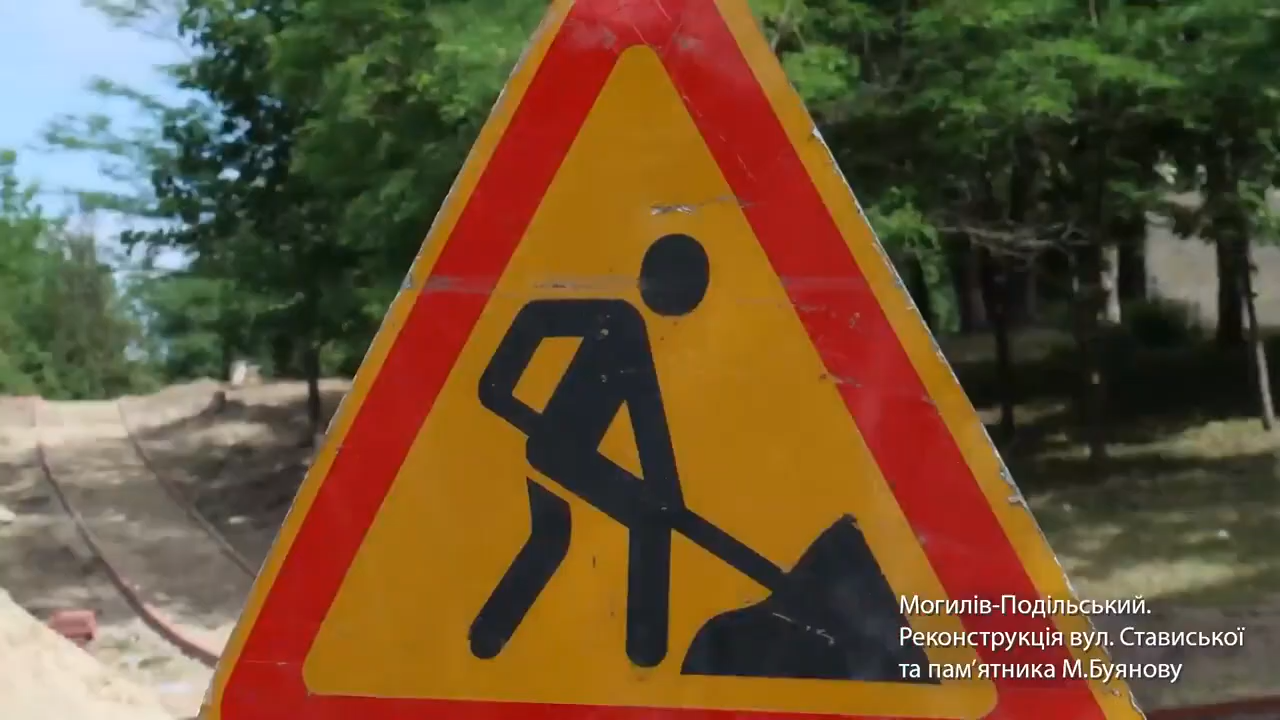 Могилів-Подільський.
Реконструкція вул. Стависької
та пам’ятника М.Буянову